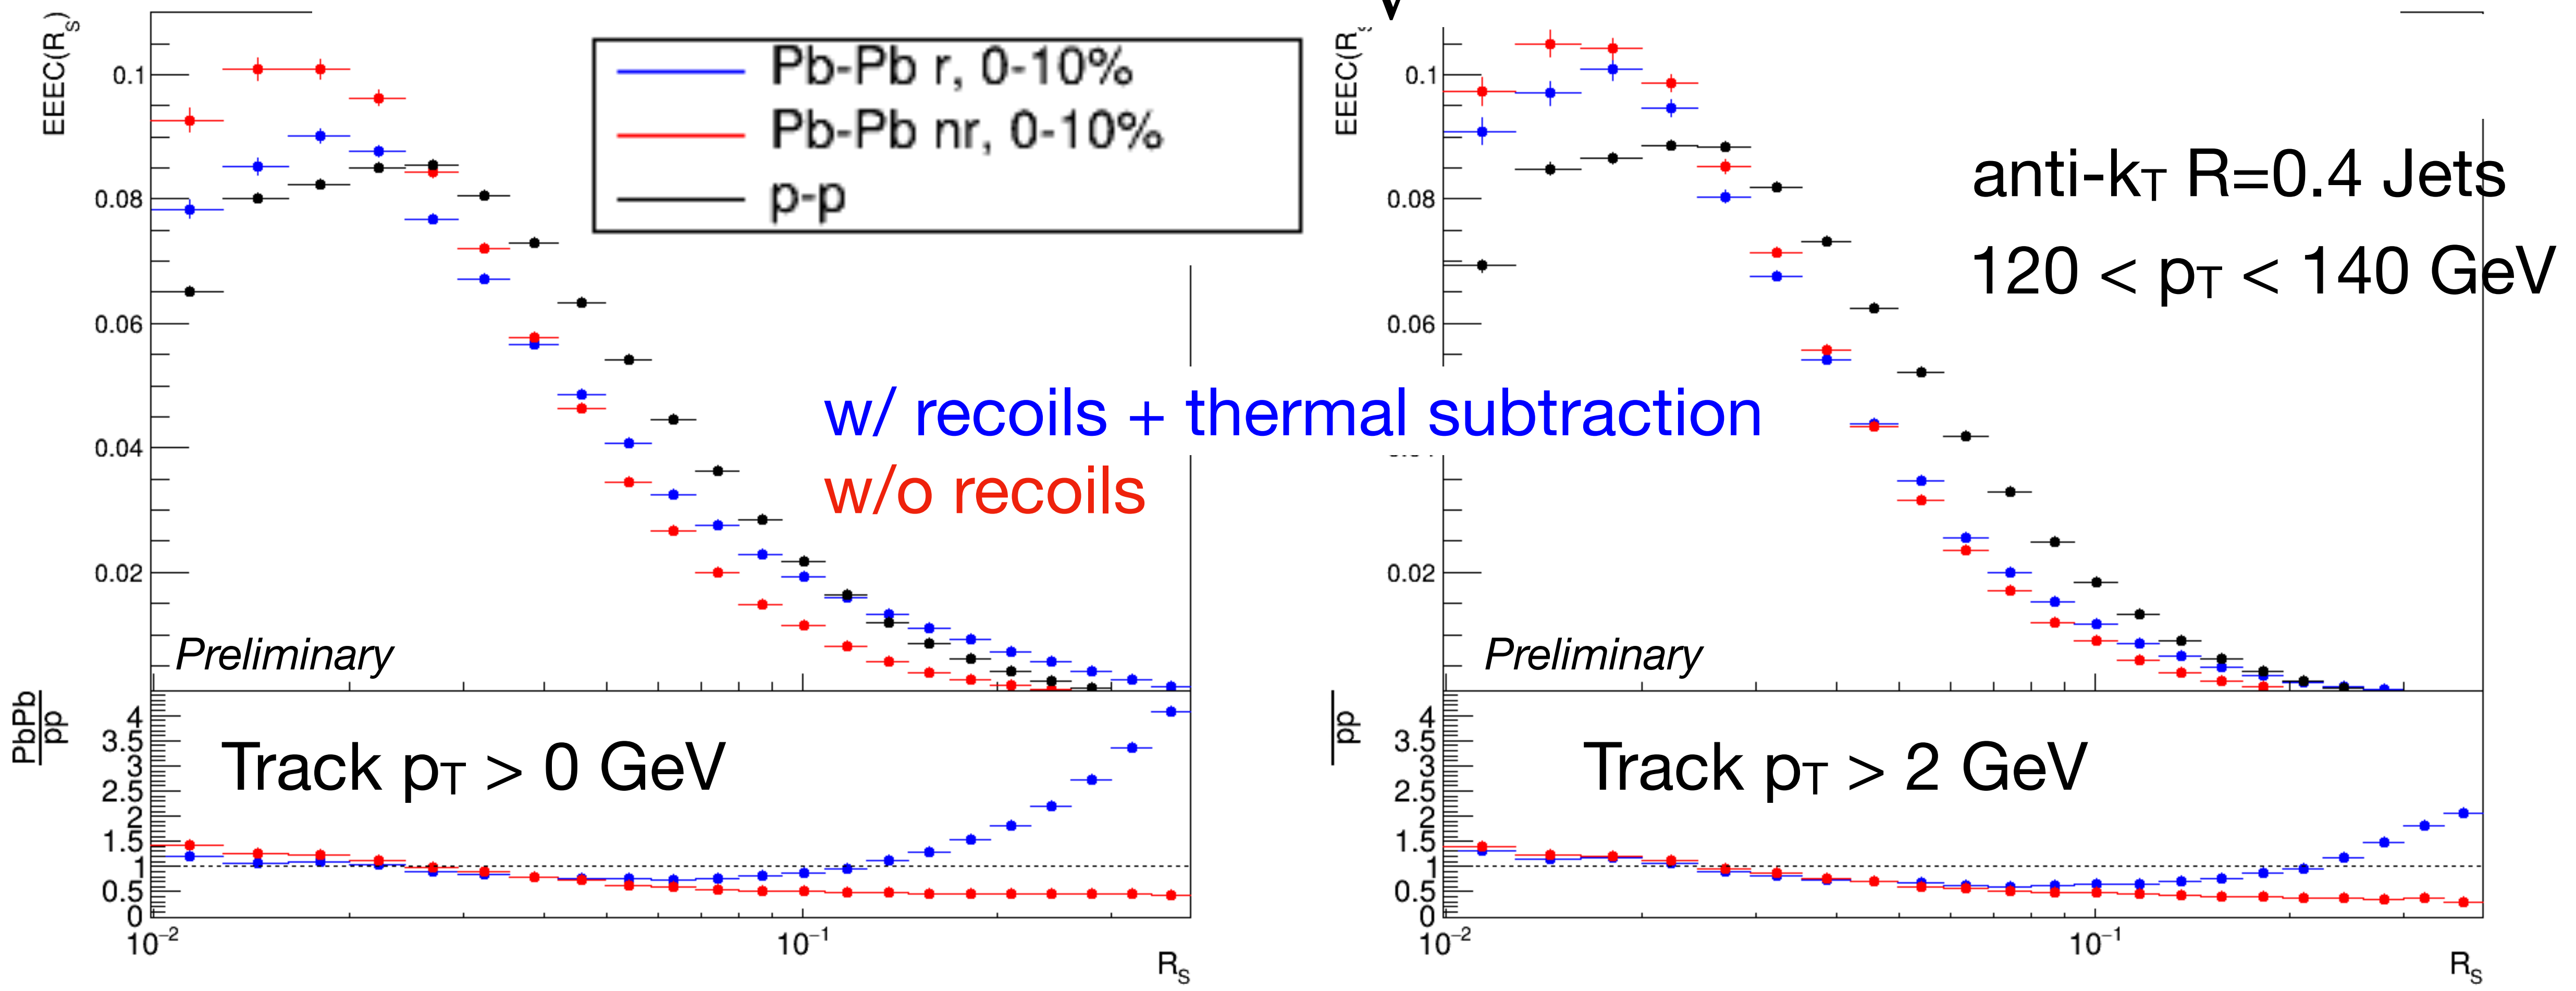 EEEC(R_S)
0.1
0.08
0.06
0.04
0.02
Pb-Pb r, 0-10%
Pb-Pb nr, 0-10%
p-p
Preliminary
PbPb
pp
4
3.5
3
2.5
2
1.5
1
0.5
0
Track p_T > 0 GeV
10^−2
10^−1
R_S
w/ recoils + thermal subtraction
w/o recoils
EEEC(R
0.1
0.08
0.06
0.02
anti-k_T R=0.4 Jets
120 < p_T < 140 GeV
Preliminary
pp
4
3.5
3
2.5
2
1.5
1
0.5
0
Track p_T > 2 GeV
10^−2
10^−1
R_S